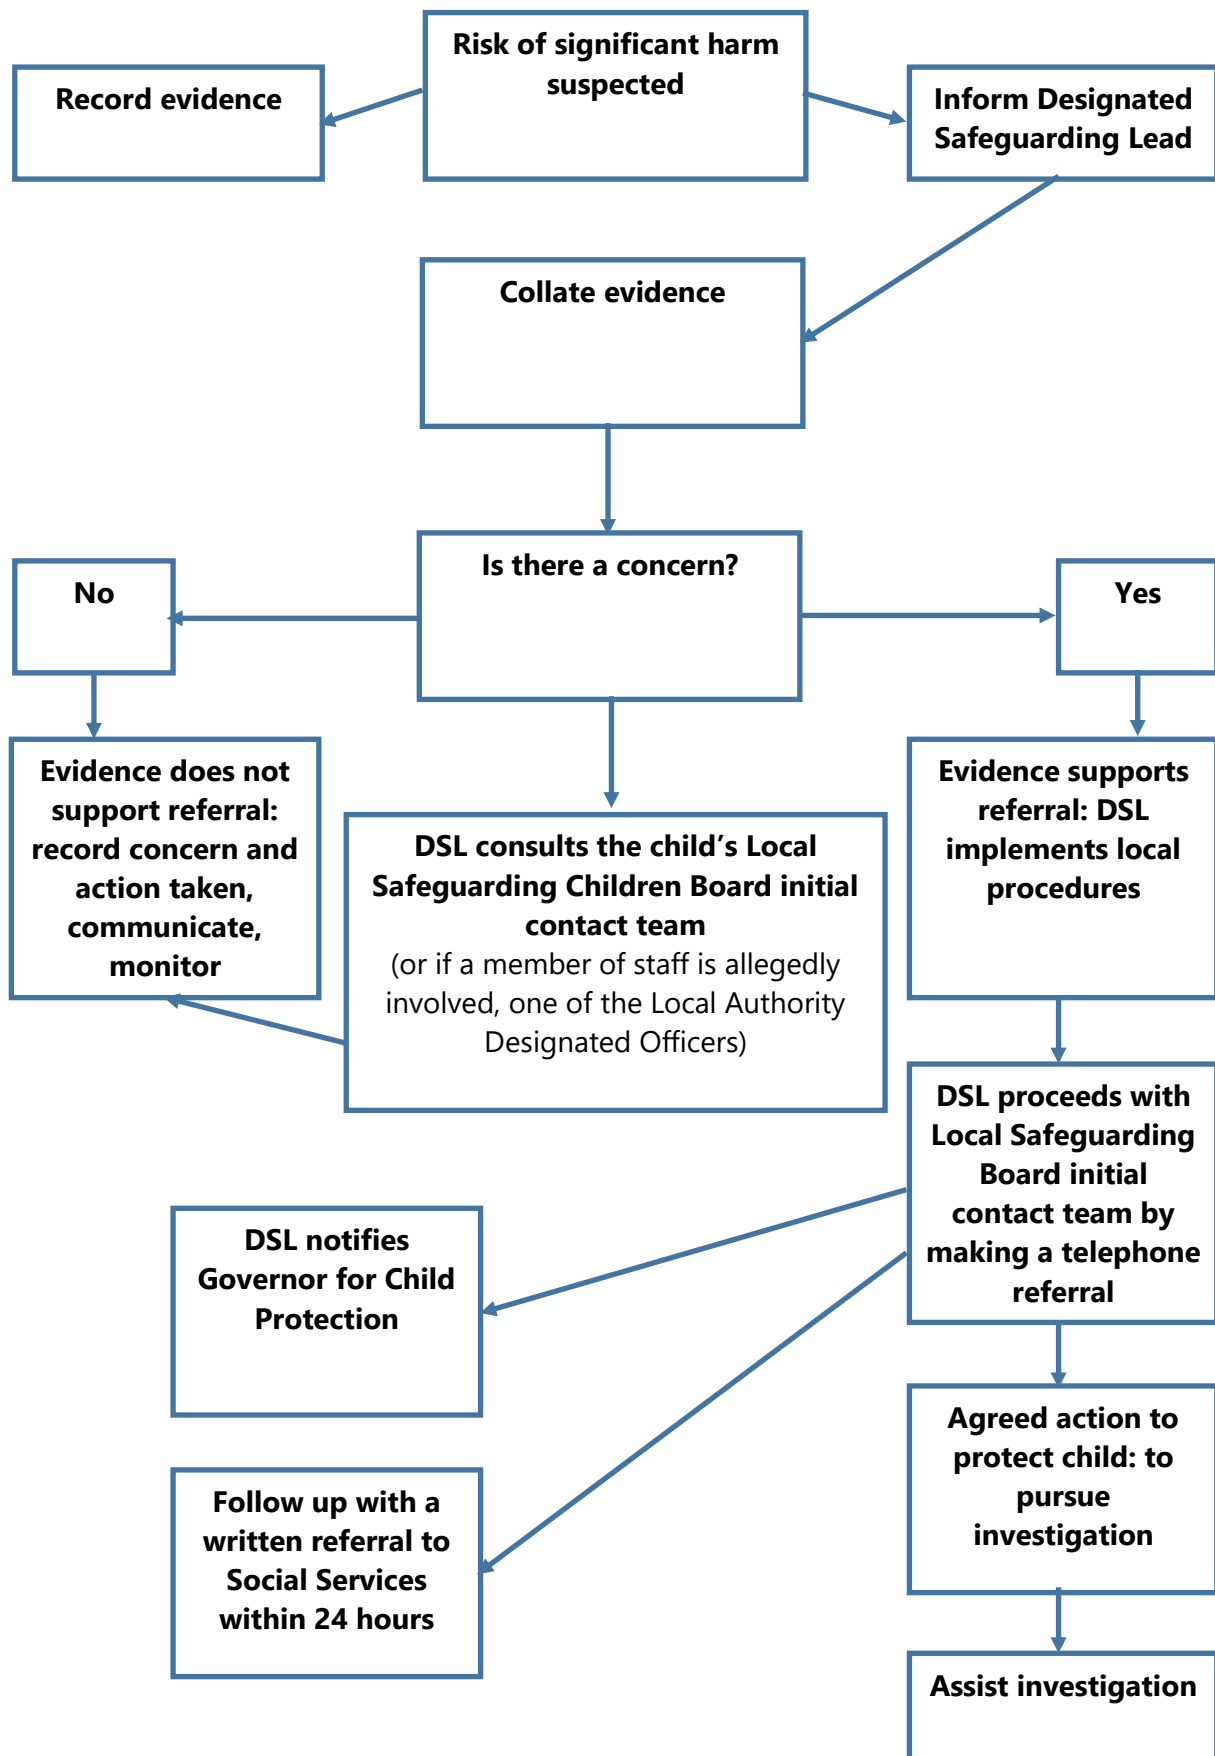 Risk of significant harm
suspected
Record evidence
Inform Designated
Safeguarding Lead
Collate evidence
Is there a concern?
No
Yes
Evidence does not
support referral:
record concern and
action taken,
communicate,
monitor
DSL consults the child’s Local
Safeguarding Children Board initial
contact team
(or if a member of staff is allegedly
involved, one of the Local Authority
Designated Officers)
Evidence supports
referral: DSL
implements local
procedures
DSL proceeds with
Local Safeguarding
Board initial
contact team by
making a telephone
referral
DSL notifies
Governor for Child
Protection
Follow up with a
written referral to
Social Services
within 24 hours
Agreed action to
protect child: to
pursue
investigation
Assist investigation